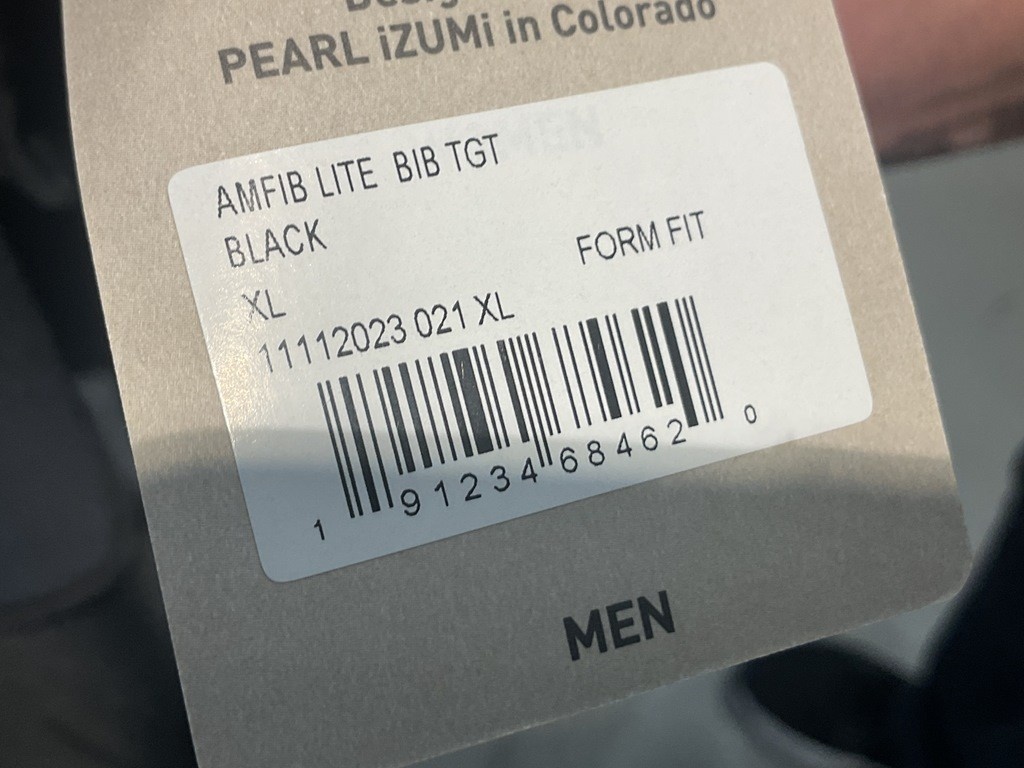 PEARL iZUMi in Colorado
AMFIB LITE BIB TGT
BLACK
FORM FIT
XL
11112023 021 XL
1 91234 68462 0
MEN